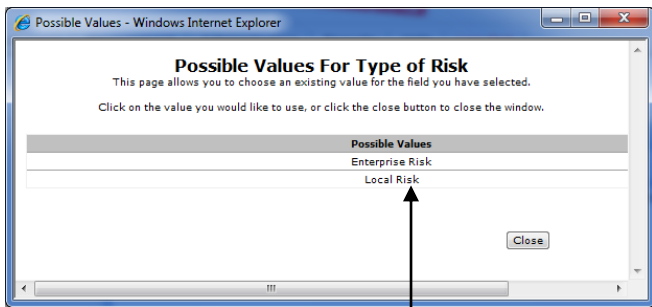 Possible Values - Windows Internet Explorer
Possible Values For Type of Risk
This page allows you to choose an existing value for the field you have selected.
Click on the value you would like to use, or click the close button to close the window.
Possible Values
Enterprise Risk
Local Risk
Close